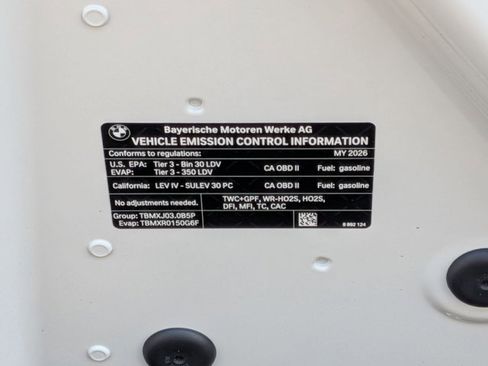 Bayerische Motoren Werke AG
VEHICLE EMISSION CONTROL INFORMATION
Conforms to regulations: MY 2026
U.S. EPA: Tier 3 - Bin 30 LDV CA OBD II Fuel: gasoline
EVAP: Tier 3 - 350 LDV
California: LEV IV - SULEV 30 PC CA OBD II Fuel: gasoline
No adjustments needed. TWC+GPF, WR-HO2S, HO2S,
DFI, MFI, TC, CAC
Group: TBMXJ03.0B5P
Evap: TBMXR0150G6F
9 892 124